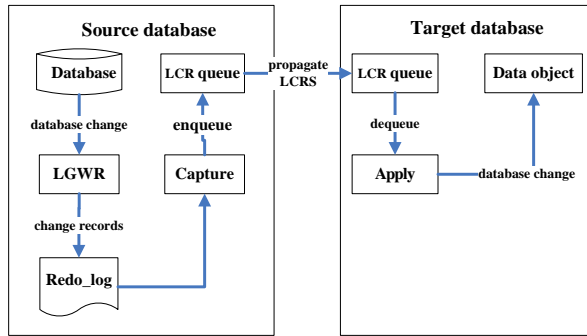 Source database
Database
LCR queue
database change
enqueue
LGWR
Capture
change records
Redo_log
propagate
LCRS
Target database
LCR queue
Data object
dequeue
Apply
database change